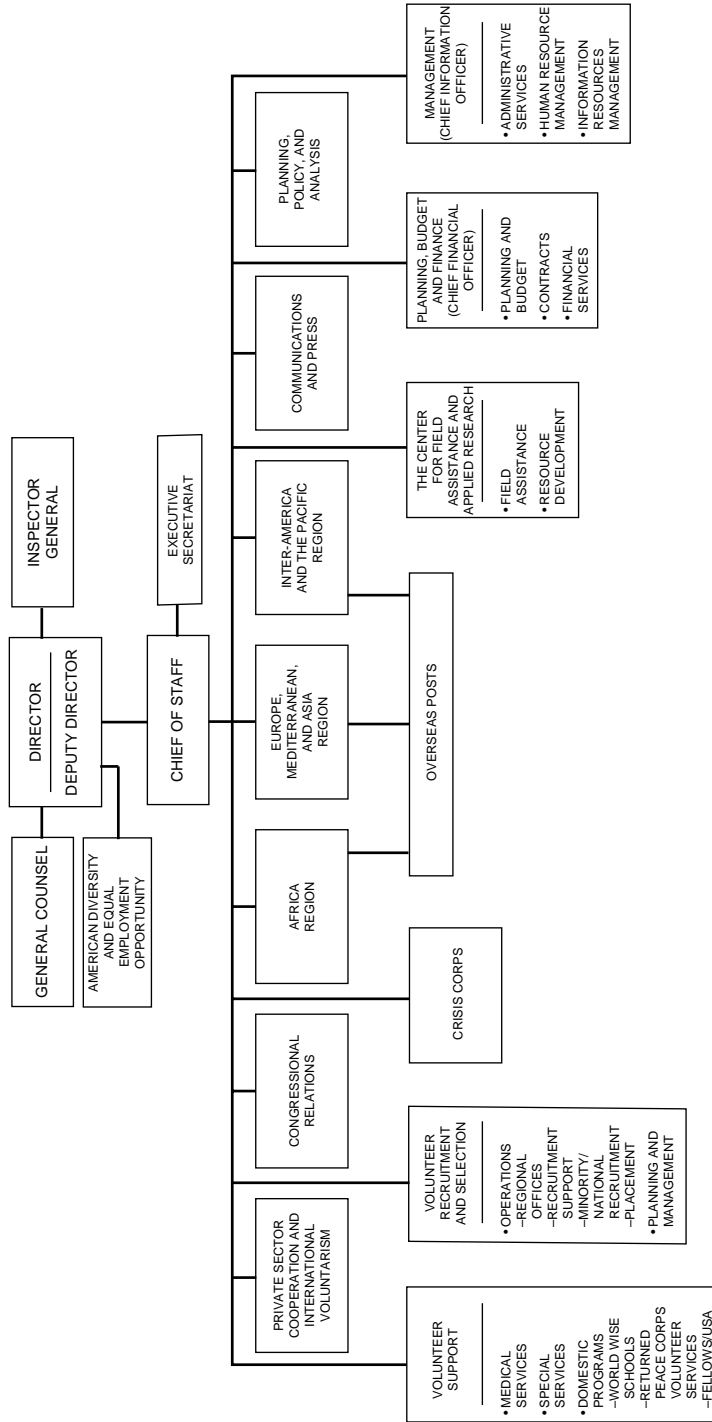 INSPECTOR
GENERAL
DIRECTOR
DEPUTY DIRECTOR
GENERAL COUNSEL
AMERICAN DIVERSITY
AND EQUAL
EMPLOYMENT
OPPORTUNITY
EXECUTIVE
SECRETARIAT
CHIEF OF STAFF
PRIVATE SECTOR
COOPERATION AND
INTERNATIONAL
VOLUNTARISM
CONGRESSIONAL
RELATIONS
AFRICA
REGION
EUROPE,
MEDITERRANEAN,
AND ASIA
REGION
INTER-AMERICA
AND THE PACIFIC
REGION
COMMUNICATIONS
AND PRESS
PLANNING,
POLICY, AND
ANALYSIS
VOLUNTEER
SUPPORT
•MEDICAL
SERVICES
•SPECIAL
SERVICES
•DOMESTIC
PROGRAMS
–WORLD WISE
SCHOOLS
–RETURNED
PEACE CORPS
VOLUNTEER
SERVICES
–FELLOWS/USA
VOLUNTEER
RECRUITMENT
AND SELECTION
•OPERATIONS
–REGIONAL
OFFICES
–RECRUITMENT
SUPPORT
–MINORITY/
NATIONAL
RECRUITMENT
–PLACEMENT
•PLANNING AND
MANAGEMENT
CRISIS CORPS
OVERSEAS POSTS
THE CENTER
FOR FIELD
ASSISTANCE AND
APPLIED RESEARCH
•FIELD
ASSISTANCE
•RESOURCE
DEVELOPMENT
PLANNING, BUDGET
AND FINANCE
(CHIEF FINANCIAL
OFFICER)
•PLANNING AND
BUDGET
•CONTRACTS
•FINANCIAL
SERVICES
MANAGEMENT
(CHIEF INFORMATION
OFFICER)
•ADMINISTRATIVE
SERVICES
•HUMAN RESOURCE
MANAGEMENT
•INFORMATION
RESOURCES
MANAGEMENT